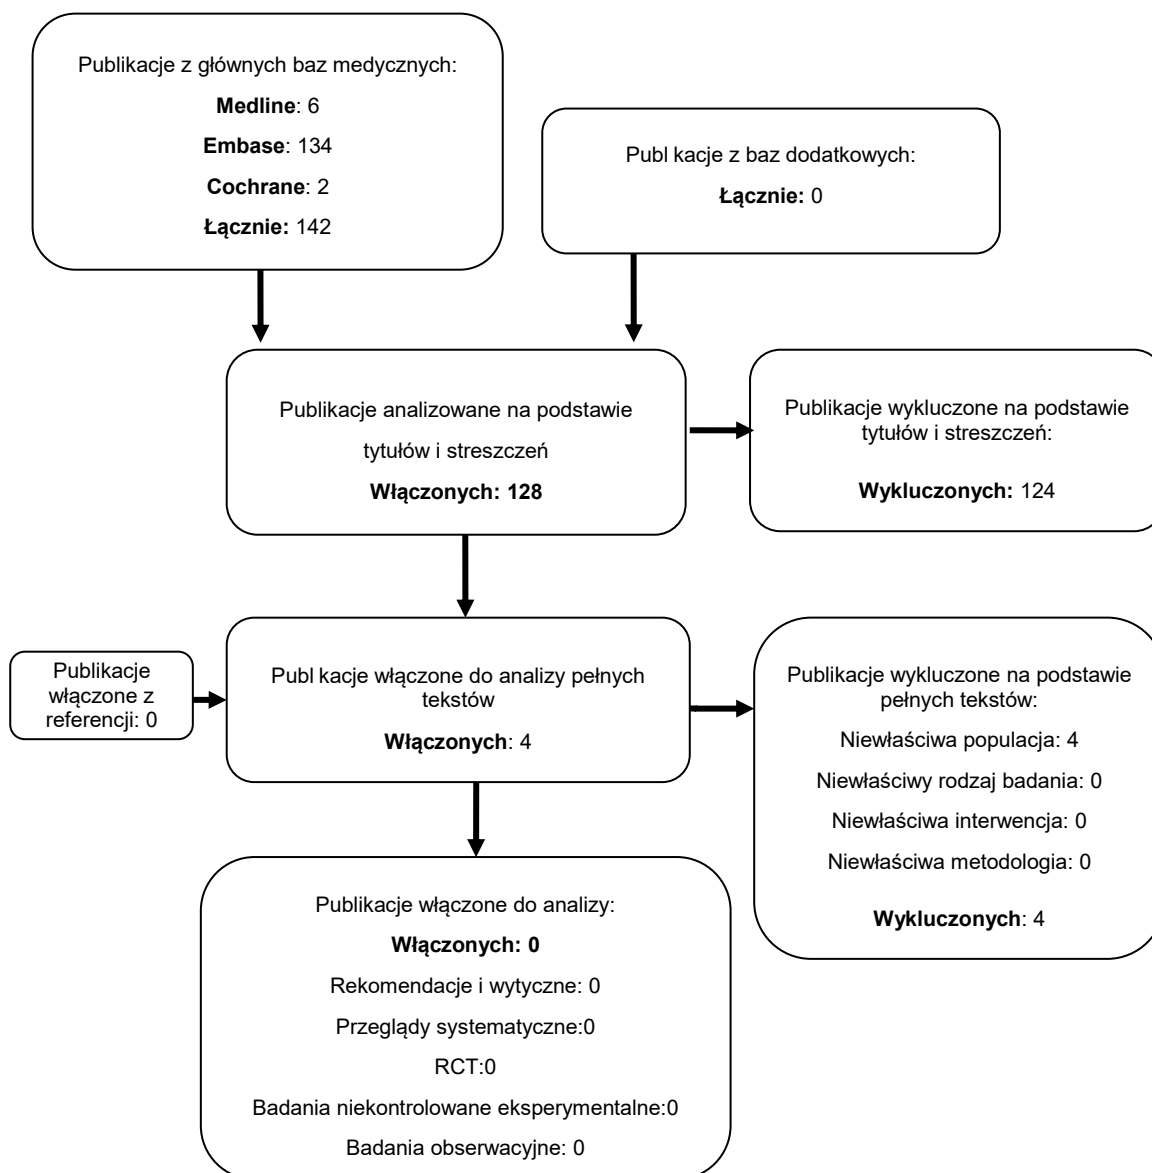 Publikacje z głównych baz medycznych:
Medline: 6
Embase: 134
Cochrane: 2
Łącznie: 142
Publ kacje z baz dodatkowych:
Łącznie: 0
Publikacje analizowane na podstawie
tytułów i streszczeń
Włączonych: 128
Publikacje wykluczone na podstawie
tytułów i streszczeń:
Wykluczonych: 124
Publikacje
włączone z
referencji: 0
Publ kacje włączone do analizy pełnych
tekstów
Włączonych: 4
Publikacje wykluczone na podstawie
pełnych tekstów:
Niewłaściwa populacja: 4
Niewłaściwy rodzaj badania: 0
Niewłaściwa interwencja: 0
Niewłaściwa metodologia: 0
Wykluczonych: 4
Publikacje włączone do analizy:
Włączonych: 0
Rekomendacje i wytyczne: 0
Przeglądy systematyczne:0
RCT:0
Badania niekontrolowane eksperymentalne:0
Badania obserwacyjne: 0